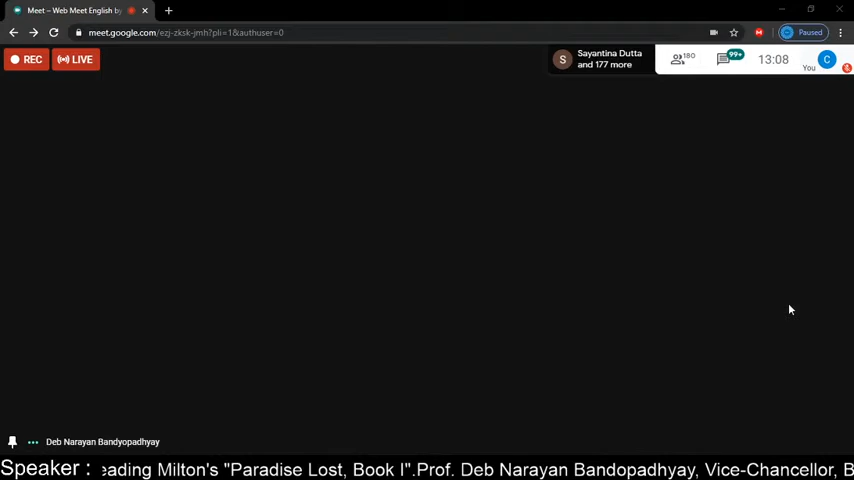 Meet – Web Meet English by
meet.google.com/ezj-zksk-jmh?pli=1&authuser=0
Paused
REC
LIVE
S
Sayantina Dutta
and 177 more
180
99+
13:08
You
C
Deb Narayan Bandyopadhyay
Speaker : eading Milton's "Paradise Lost, Book I".Prof. Deb Narayan Bandopadhyay, Vice-Chancellor, B